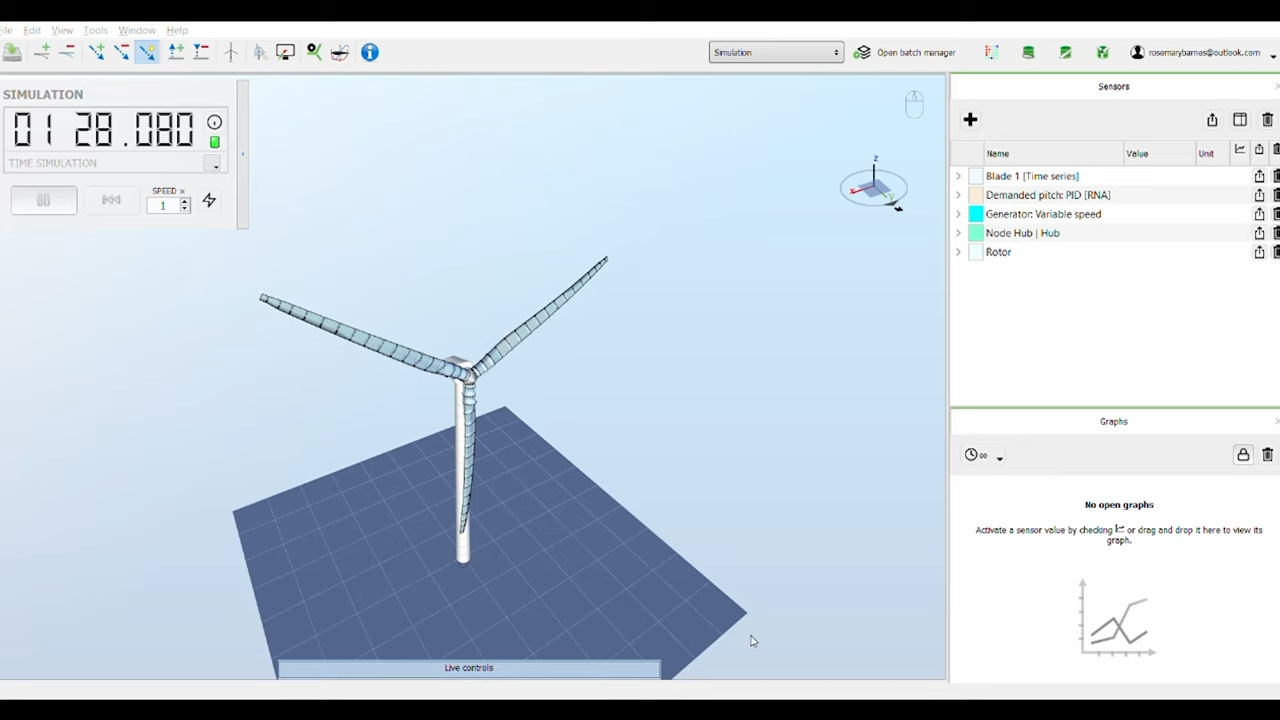 ile Edit View Tools Window Help
Simulation
Open batch manager
rosemarybarnes@outlook.com
SIMULATION
01 28.080
TIME SIMULATION
SPEED ×
1
z
x
y
Sensors
Name Value Unit
Blade 1 [Time series]
Demanded pitch: PID [RNA]
Generator: Variable speed
Node Hub | Hub
Rotor
Graphs
∞
No open graphs
Activate a sensor value by checking or drag and drop it here to view its
graph.
Live controls